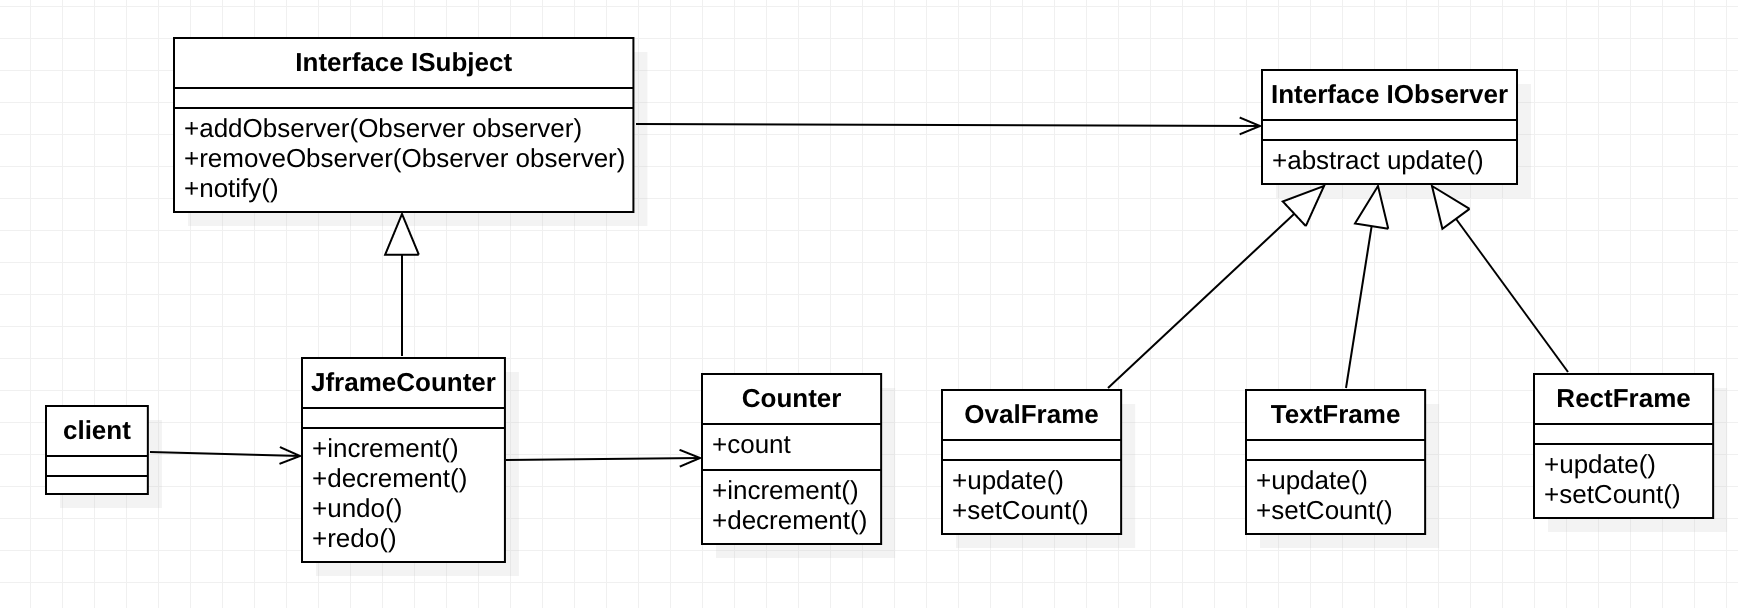 Interface ISubject
+addObserver(Observer observer)
+removeObserver(Observer observer)
+notify()
Interface IObserver
+abstract update()
client
JframeCounter
+increment()
+decrement()
+undo()
+redo()
Counter
+count
+increment()
+decrement()
OvalFrame
+update()
+setCount()
TextFrame
+update()
+setCount()
RectFrame
+update()
+setCount()